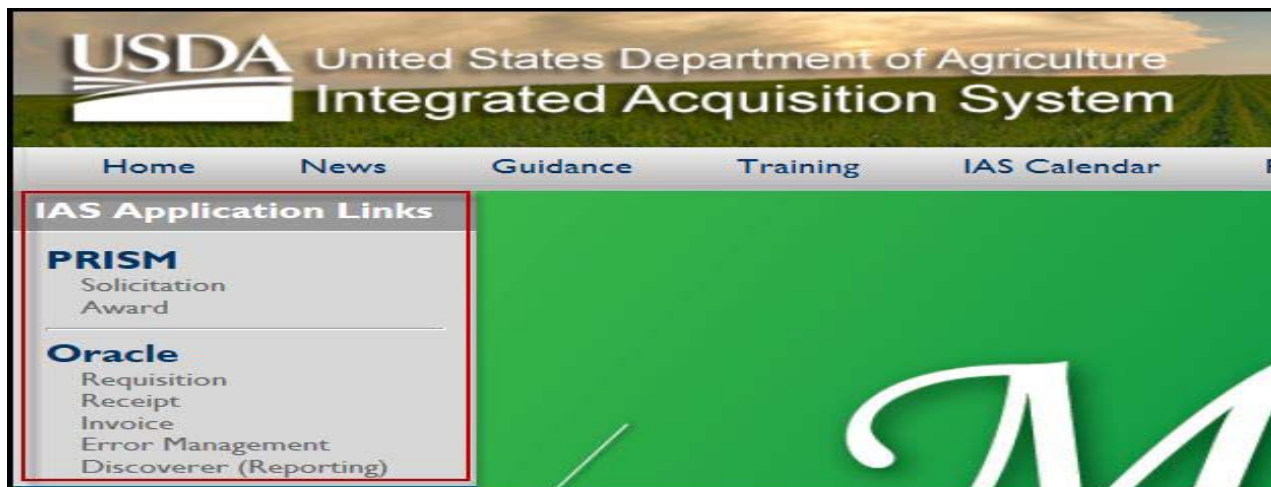 USDA United States Department of Agriculture
Integrated Acquisition System
Home News Guidance Training IAS Calendar
IAS Application Links
PRISM
Solicitation
Award
Oracle
Requisition
Receipt
Invoice
Error Management
Discoverer (Reporting)